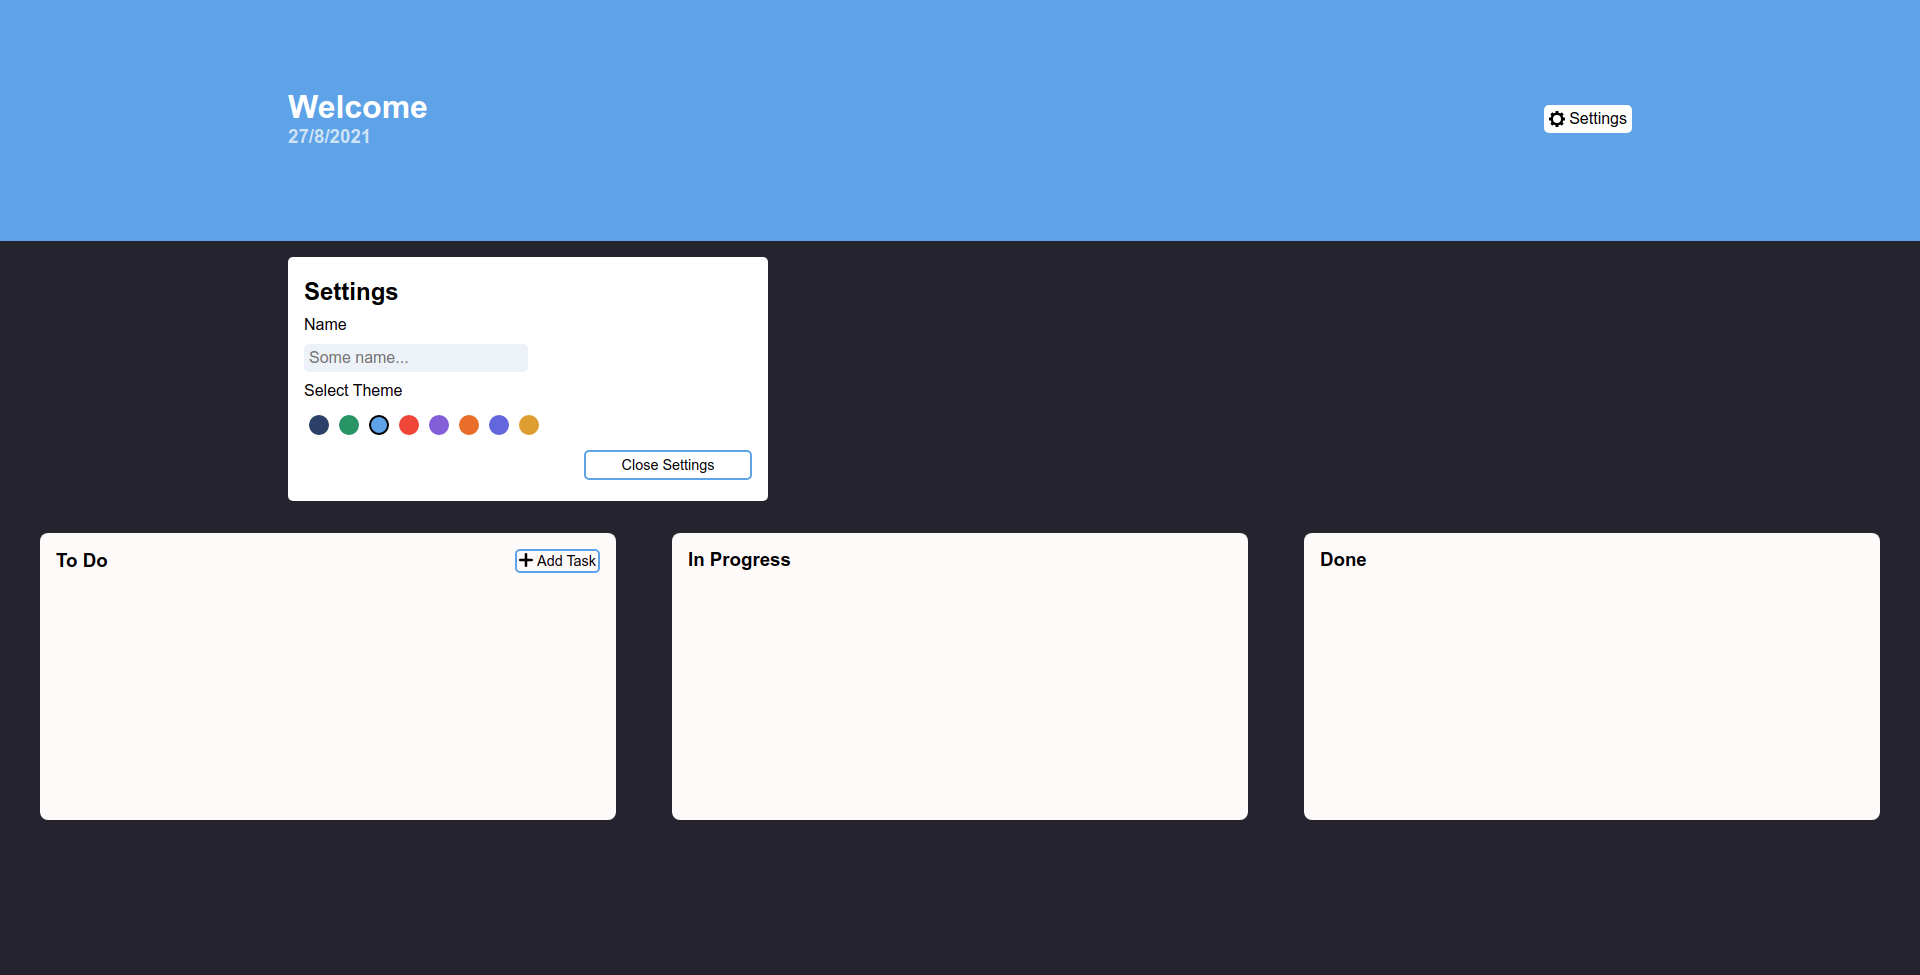 Welcome
27/8/2021
Settings
Settings
Name
Some name...
Select Theme
Close Settings
To Do
Add Task
In Progress
Done